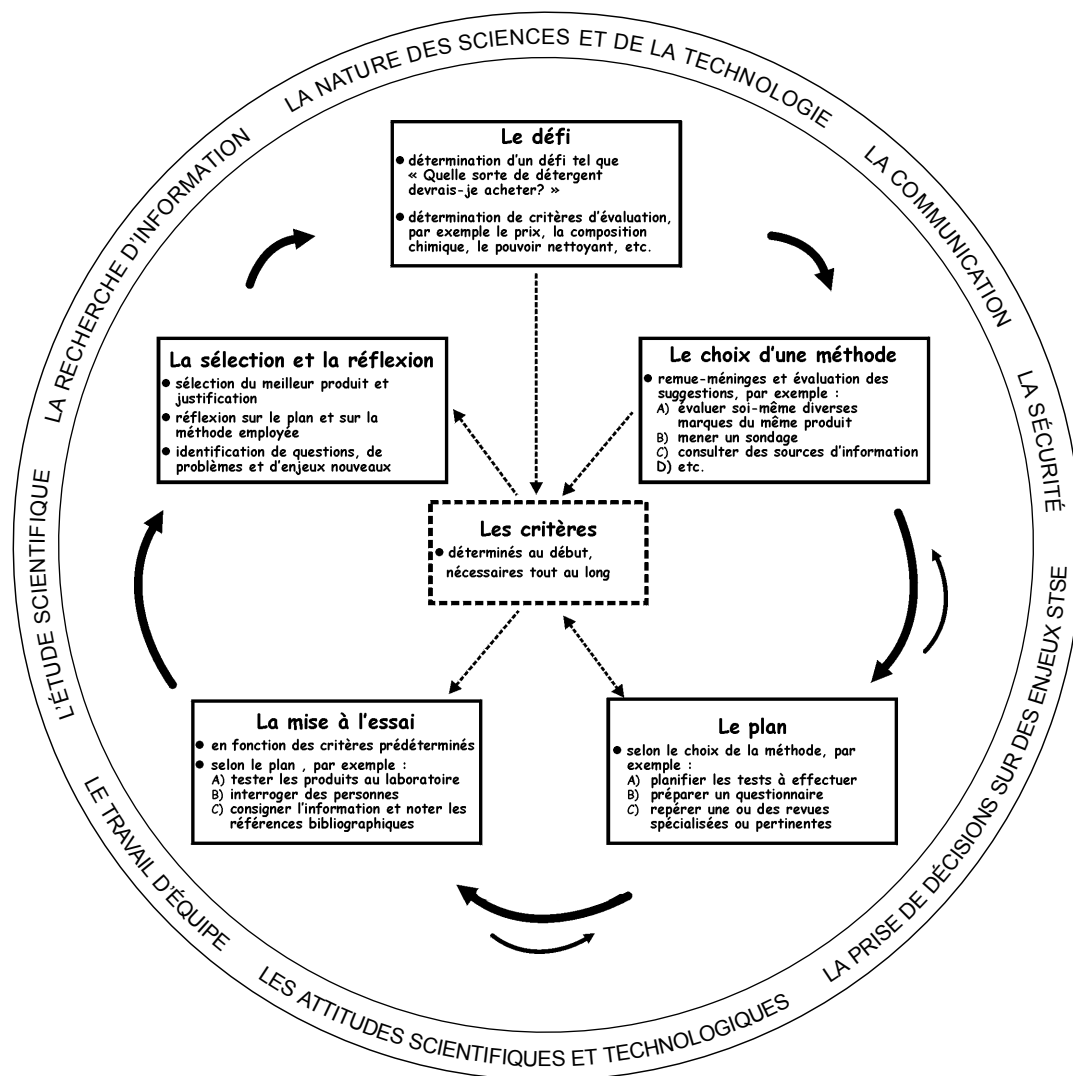 LA NATURE DES SCIENCES ET DE LA TECHNOLOGIE
LA COMMUNICATION
LA SÉCURITÉ
LA PRISE DE DÉCISIONS SUR DES ENJEUX STSE
LES ATTITUDES SCIENTIFIQUES ET TECHNOLOGIQUES
LE TRAVAIL D'ÉQUIPE
L'ÉTUDE SCIENTIFIQUE
LA RECHERCHE D'INFORMATION
Le défi
• détermination d'un défi tel que
« Quelle sorte de détergent
devrais-je acheter? »
• détermination de critères d'évaluation,
par exemple le prix, la composition
chimique, le pouvoir nettoyant, etc.
Le choix d'une méthode
• remue-méninges et évaluation des
suggestions, par exemple :
A) évaluer soi-même diverses
marques du même produit
B) mener un sondage
C) consulter des sources d'information
D) etc.
Le plan
• selon le choix de la méthode, par
exemple :
A) planifier les tests à effectuer
B) préparer un questionnaire
C) repérer une ou des revues
spécialisées ou pertinentes
La mise à l'essai
• en fonction des critères prédéterminés
• selon le plan , par exemple :
A) tester les produits au laboratoire
B) interroger des personnes
C) consigner l'information et noter les
références bibliographiques
La sélection et la réflexion
• sélection du meilleur produit et
justification
• réflexion sur le plan et sur la
méthode employée
• identification de questions, de
problèmes et d'enjeux nouveaux
Les critères
• déterminés au début,
nécessaires tout au long